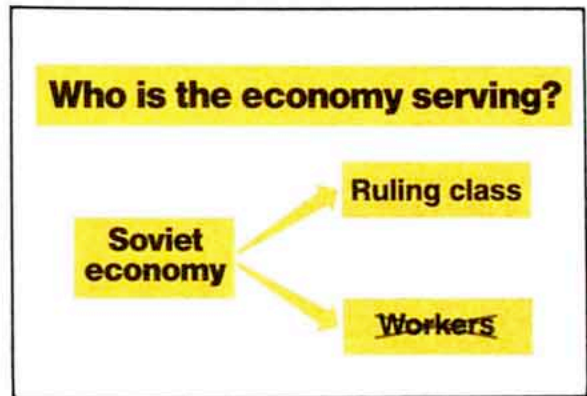 Who is the economy serving?
Ruling class
Soviet
economy
Workers